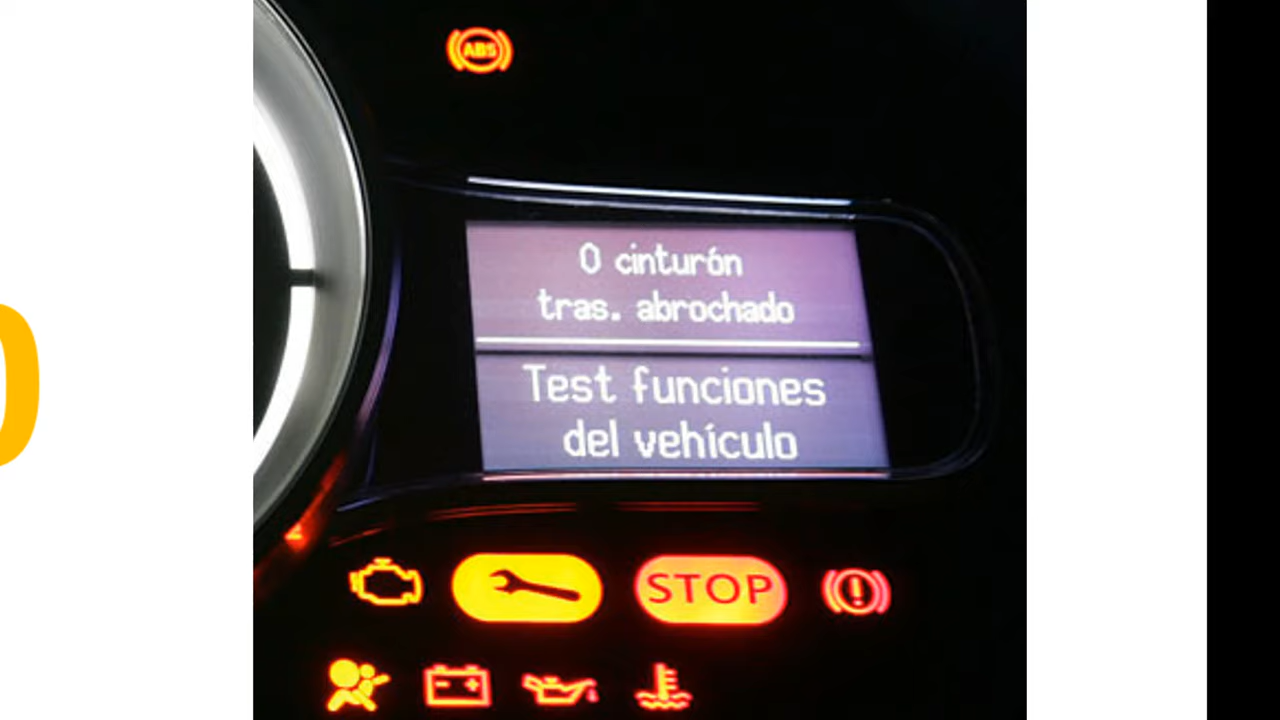 ABS
0 cinturón
tras. abrochado
Test funciones
del vehículo
STOP